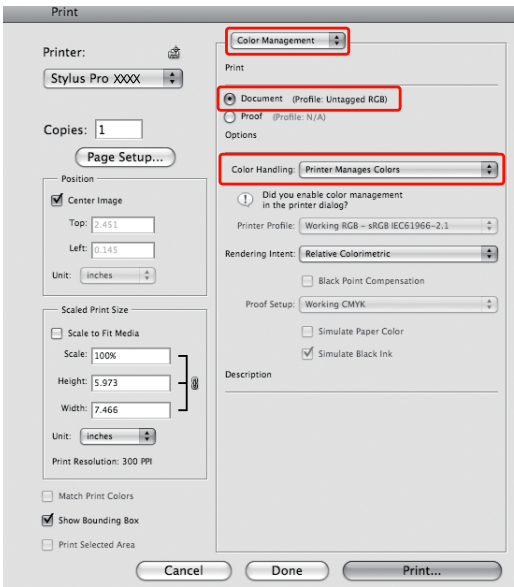 Print
Printer:
Stylus Pro XXXX
Copies: 1
Page Setup...
Position
Center Image
Top: 2.451
Left: 0.145
Unit: inches
Scaled Print Size
Scale to Fit Media
Scale: 100%
Height: 5.973
Width: 7.466
Unit: inches
Print Resolution: 300 PPI
Match Print Colors
Show Bounding Box
Print Selected Area
Color Management
Print
Document (Profile: Untagged RGB)
Proof (Profile: N/A)
Options
Color Handling: Printer Manages Colors
Did you enable color management
in the printer dialog?
Printer Profile: Working RGB - sRGB IEC61966-2.1
Rendering Intent: Relative Colorimetric
Black Point Compensation
Proof Setup: Working CMYK
Simulate Paper Color
Simulate Black Ink
Description
Cancel
Done
Print...